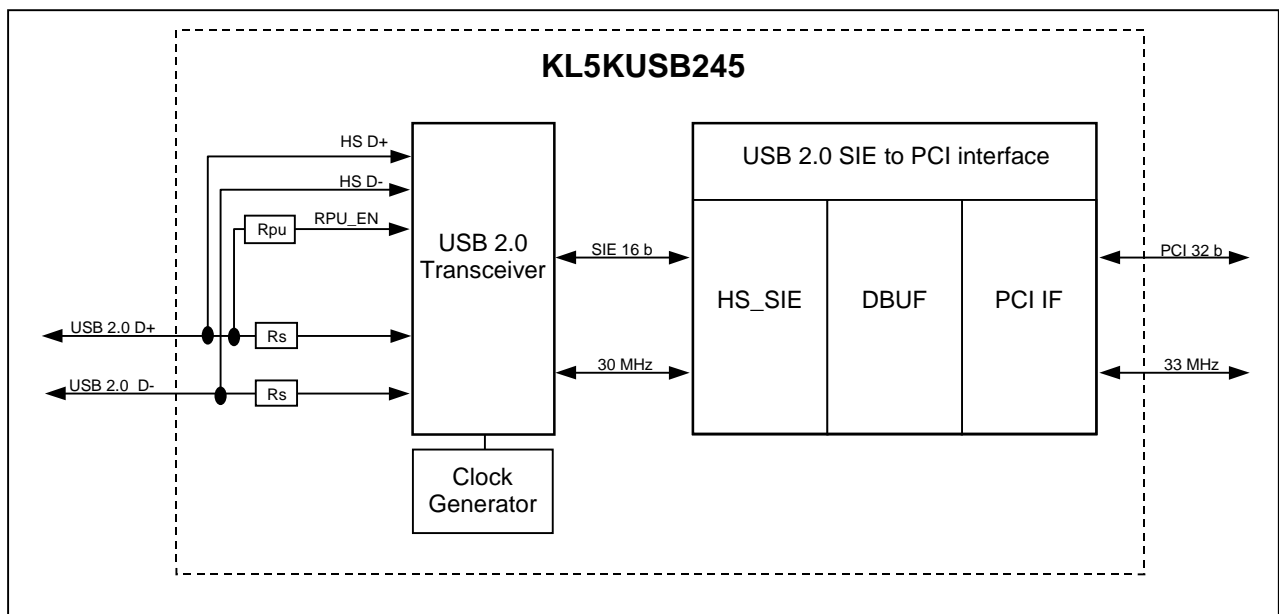 KL5KUSB245
HS D+
HS D-
Rpu
RPU_EN
USB 2.0
Transceiver
USB 2.0 SIE to PCI interface
SIE 16 b
HS_SIE
DBUF
PCI IF
PCI 32 b
USB 2.0 D+
Rs
USB 2.0 D-
Rs
30 MHz
33 MHz
Clock
Generator